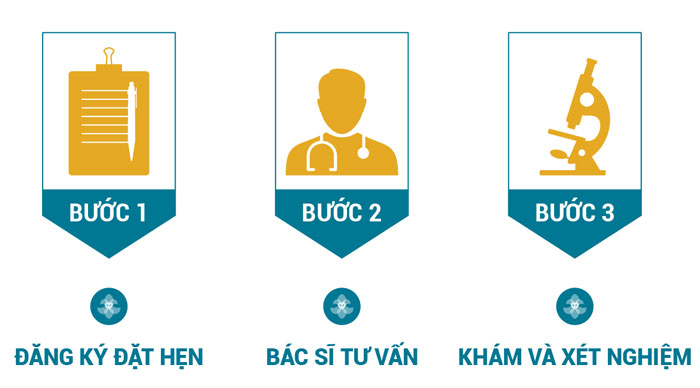 BƯỚC 1
BƯỚC 2
BƯỚC 3
ĐĂNG KÝ ĐẶT HẸN
BÁC SĨ TƯ VẤN
KHÁM VÀ XÉT NGHIỆM